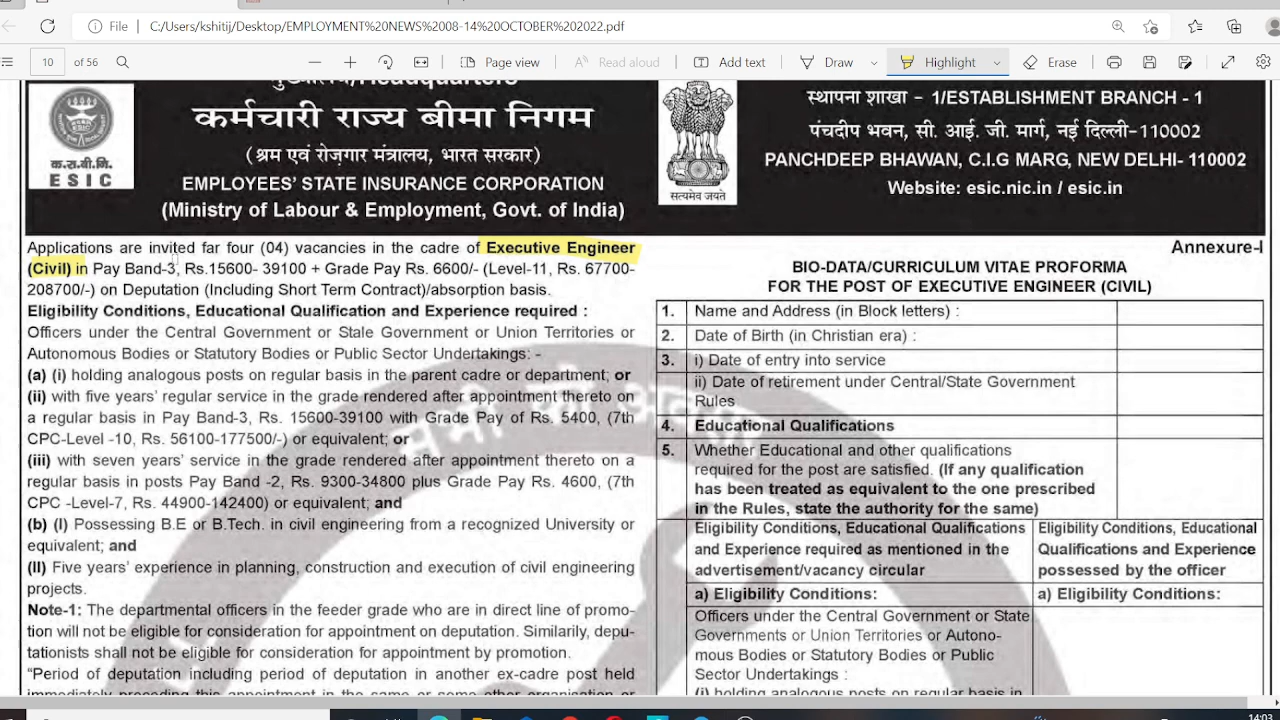 File
C:/Users/kshitij/Desktop/EMPLOYMENT%20NEWS%2008-14%20OCTOBER%202022.pdf
10 of 56
Page view
Read aloud
Add text
Draw
Highlight
Erase
कर्मचारी राज्य बीमा निगम
(श्रम एवं रोज़गार मंत्रालय, भारत सरकार)
EMPLOYEES' STATE INSURANCE CORPORATION
(Ministry of Labour & Employment, Govt. of India)
क.रा.बी.नि.
ESIC
सत्यमेव जयते
स्थापना शाखा - 1/ESTABLISHMENT BRANCH - 1
पंचदीप भवन, सी. आई. जी. मार्ग, नई दिल्ली-110002
PANCHDEEP BHAWAN, C.I.G MARG, NEW DELHI- 110002
Website: esic.nic.in / esic.in
Applications are invited far four (04) vacancies in the cadre of Executive Engineer
(Civil) in Pay Band-3, Rs.15600- 39100 + Grade Pay Rs. 6600/- (Level-11, Rs. 67700-
208700/-) on Deputation (Including Short Term Contract)/absorption basis.
Eligibility Conditions, Educational Qualification and Experience required :
Officers under the Central Government or Stale Government or Union Territories or
Autonomous Bodies or Statutory Bodies or Public Sector Undertakings: -
(a) (i) holding analogous posts on regular basis in the parent cadre or department; or
(ii) with five years' regular service in the grade rendered after appointment thereto on
a regular basis in Pay Band-3, Rs. 15600-39100 with Grade Pay of Rs. 5400, (7th
CPC-Level -10, Rs. 56100-177500/-) or equivalent; or
(iii) with seven years' service in the grade rendered after appointment thereto on a
regular basis in posts Pay Band -2, Rs. 9300-34800 plus Grade Pay Rs. 4600, (7th
CPC -Level-7, Rs. 44900-142400) or equivalent; and
(b) (I) Possessing B.E or B.Tech. in civil engineering from a recognized University or
equivalent; and
(II) Five years' experience in planning, construction and execution of civil engineering
projects.
Note-1: The departmental officers in the feeder grade who are in direct line of promo-
tion will not be eligible for consideration for appointment on deputation. Similarily, depu-
tationists shall not be eligible for consideration for appointment by promotion.
"Period of deputation including period of deputation in another ex-cadre post held
immediately preceding this appointment in the same or some other organisation or
Annexure-I
BIO-DATA/CURRICULUM VITAE PROFORMA
FOR THE POST OF EXECUTIVE ENGINEER (CIVIL)
1. Name and Address (in Block letters) :
2. Date of Birth (in Christian era) :
3. i) Date of entry into service
ii) Date of retirement under Central/State Government
Rules
4. Educational Qualifications
5. Whether Educational and other qualifications
required for the post are satisfied. (If any qualification
has been treated as equivalent to the one prescribed
in the Rules, state the authority for the same)
Eligibility Conditions, Educational Qualifications
and Experience required as mentioned in the
advertisement/vacancy circular
Eligibility Conditions, Educational
Qualifications and Experience
possessed by the officer
a) Eligibility Conditions:
a) Eligibility Conditions:
Officers under the Central Government or State
Governments or Union Territories or Autono-
mous Bodies or Statutory Bodies or Public
Sector Undertakings :
(i) holding analogous posts on regular basis in
14:03